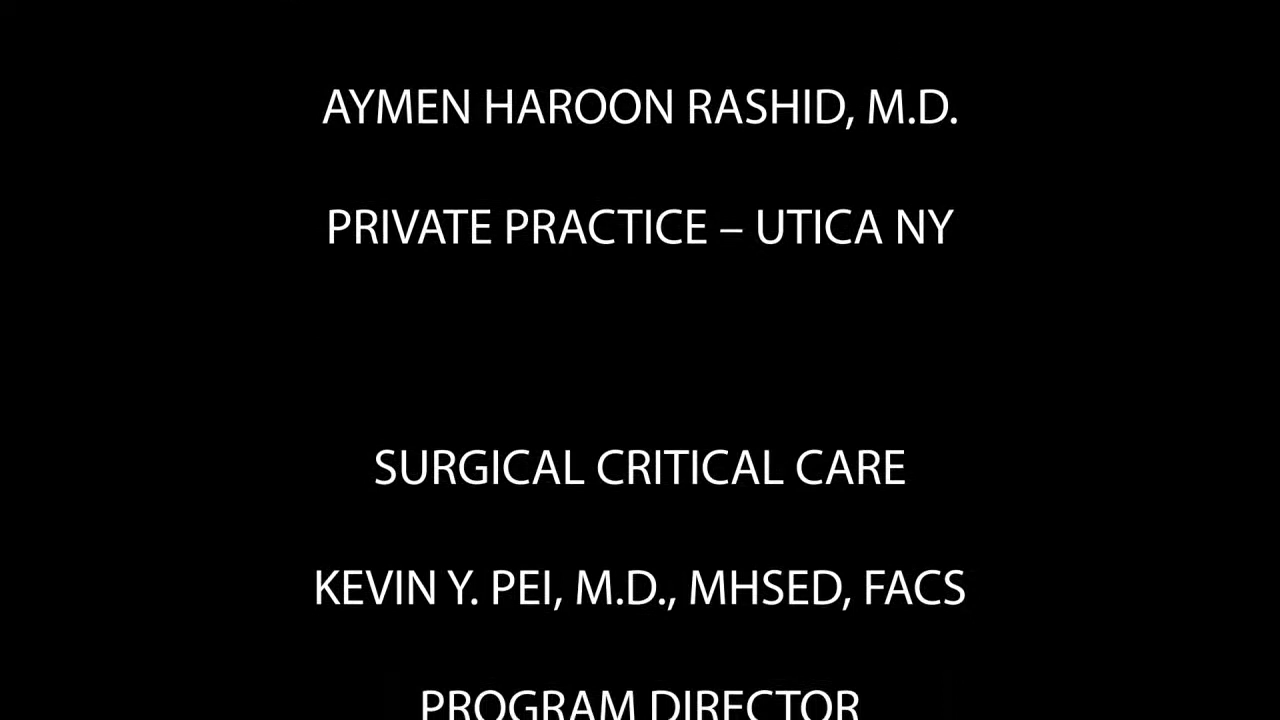 AYMEN HAROON RASHID, M.D.
PRIVATE PRACTICE – UTICA NY
SURGICAL CRITICAL CARE
KEVIN Y. PEI, M.D., MHSED, FACS
PROGRAM DIRECTOR